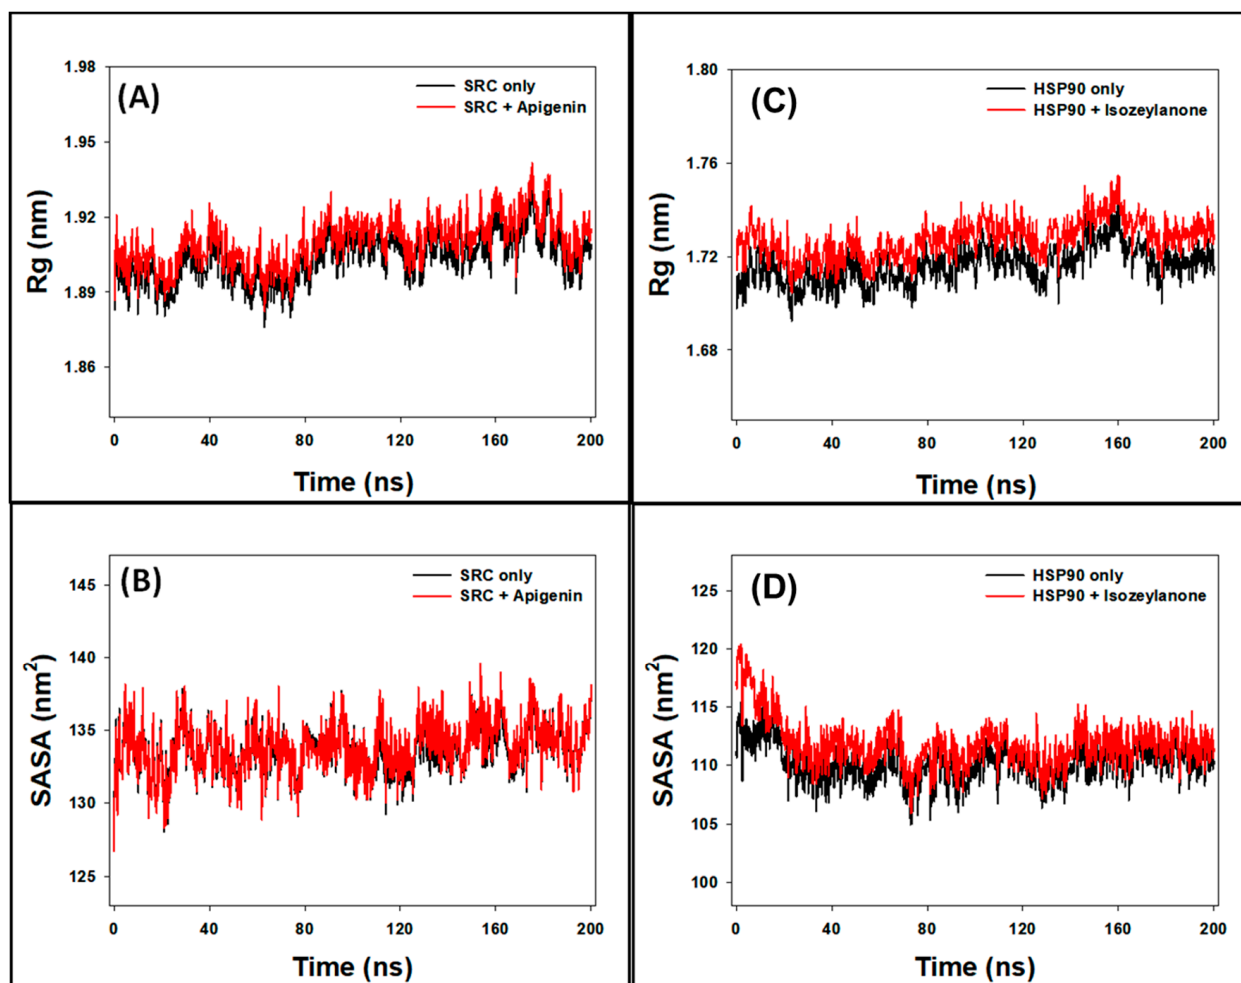 (A)
SRC only
SRC + Apigenin
1.98
1.95
1.92
1.89
1.86
Rg (nm)
0 40 80 120 160 200
Time (ns)
(C)
HSP90 only
HSP90 + Isozeylanone
1.80
1.76
1.72
1.68
Rg (nm)
0 40 80 120 160 200
Time (ns)
(B)
SRC only
SRC + Apigenin
145
140
135
130
125
SASA (nm²)
0 40 80 120 160 200
Time (ns)
(D)
HSP90 only
HSP90 + Isozeylanone
125
120
115
110
105
100
SASA (nm²)
0 40 80 120 160 200
Time (ns)